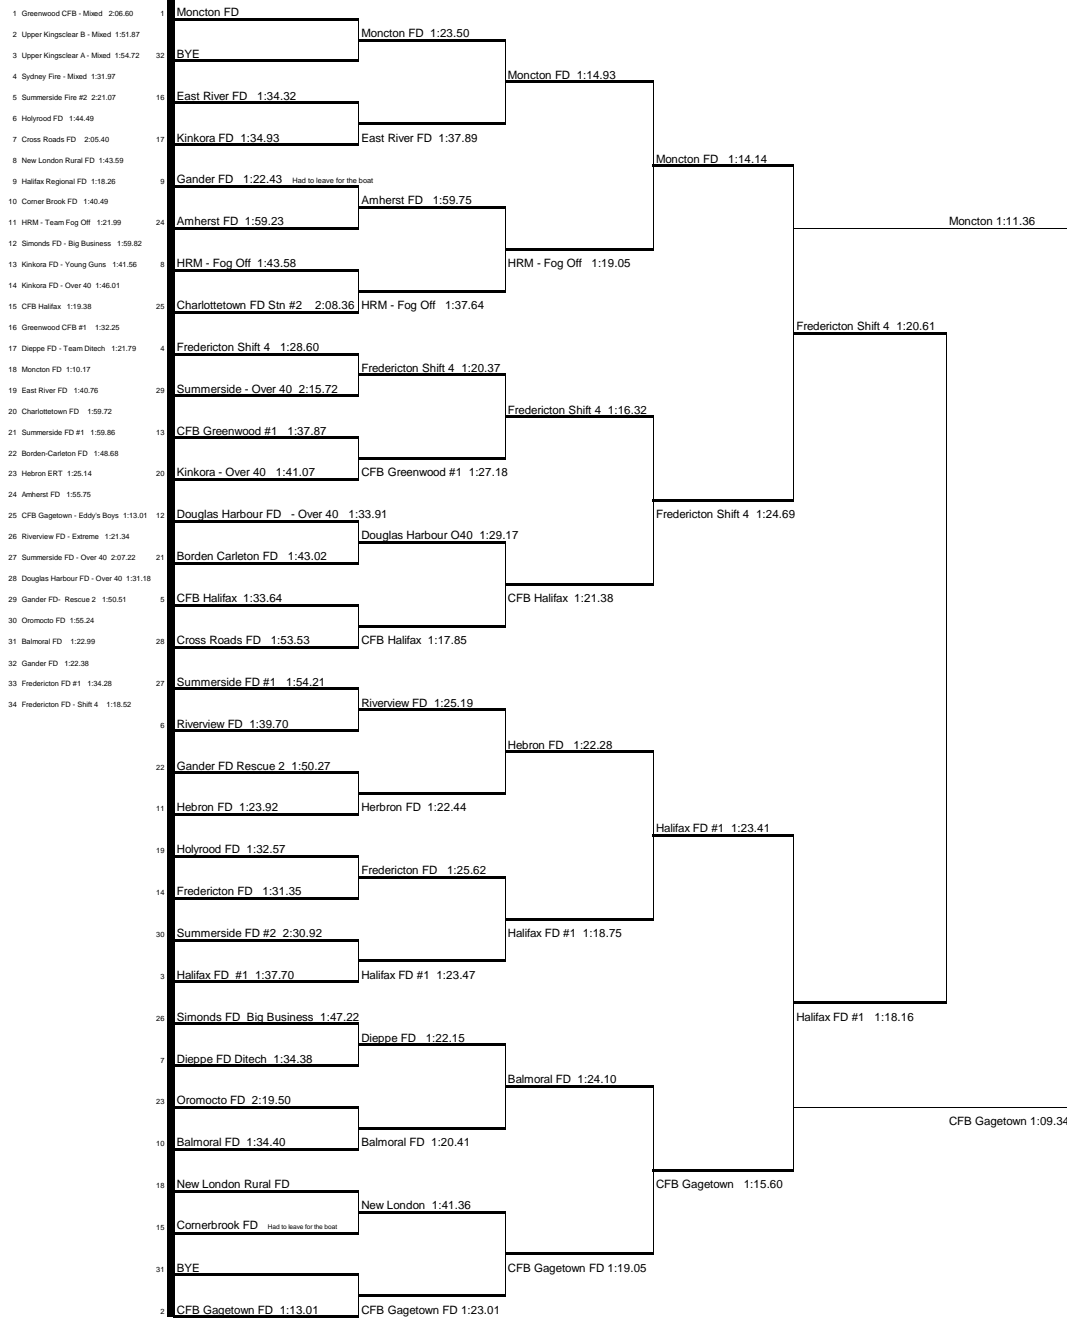 1 Greenwood CFB - Mixed 2:06.60
2 Upper Kingsclear B - Mixed 1:51.87
3 Upper Kingsclear A - Mixed 1:54.72
4 Sydney Fire - Mixed 1:31.97
5 Summerside Fire #2 2:21.07
6 Holyrood FD 1:44.49
7 Cross Roads FD 2:05.40
8 New London Rural FD 1:43.59
9 Halifax Regional FD 1:18.26
10 Corner Brook FD 1:40.49
11 HRM - Team Fog Off 1:21.99
12 Simonds FD - Big Business 1:59.82
13 Kinkora FD - Young Guns 1:41.56
14 Kinkora FD - Over 40 1:46.01
15 CFB Halifax 1:19.38
16 Greenwood CFB #1 1:32.25
17 Dieppe FD - Team Ditech 1:21.79
18 Moncton FD 1:10.17
19 East River FD 1:40.76
20 Charlottetown FD 1:59.72
21 Summerside FD #1 1:59.86
22 Borden-Carleton FD 1:48.68
23 Hebron ERT 1:25.14
24 Amherst FD 1:55.75
25 CFB Gagetown - Eddy's Boys 1:13.01
26 Riverview FD - Extreme 1:21.34
27 Summerside FD - Over 40 2:07.22
28 Douglas Harbour FD - Over 40 1:31.18
29 Gander FD- Rescue 2 1:50.51
30 Oromocto FD 1:55.24
31 Balmoral FD 1:22.99
32 Gander FD 1:22.38
33 Fredericton FD #1 1:34.28
34 Fredericton FD - Shift 4 1:18.52
1 Moncton FD
32 BYE
16 East River FD 1:34.32
17 Kinkora FD 1:34.93
9 Gander FD 1:22.43 Had to leave for the boat
24 Amherst FD 1:59.23
8 HRM - Fog Off 1:43.58
25 Charlottetown FD Stn #2 2:08.36
4 Fredericton Shift 4 1:28.60
29 Summerside - Over 40 2:15.72
13 CFB Greenwood #1 1:37.87
20 Kinkora - Over 40 1:41.07
12 Douglas Harbour FD - Over 40 1:33.91
21 Borden Carleton FD 1:43.02
5 CFB Halifax 1:33.64
28 Cross Roads FD 1:53.53
27 Summerside FD #1 1:54.21
6 Riverview FD 1:39.70
22 Gander FD Rescue 2 1:50.27
11 Hebron FD 1:23.92
19 Holyrood FD 1:32.57
14 Fredericton FD 1:31.35
30 Summerside FD #2 2:30.92
3 Halifax FD #1 1:37.70
26 Simonds FD Big Business 1:47.22
7 Dieppe FD Ditech 1:34.38
23 Oromocto FD 2:19.50
10 Balmoral FD 1:34.40
18 New London Rural FD
15 Cornerbrook FD Had to leave for the boat
31 BYE
2 CFB Gagetown FD 1:13.01
Moncton FD 1:23.50
East River FD 1:37.89
Amherst FD 1:59.75
HRM - Fog Off 1:37.64
Fredericton Shift 4 1:20.37
CFB Greenwood #1 1:27.18
Douglas Harbour O40 1:29.17
CFB Halifax 1:17.85
Riverview FD 1:25.19
Herbron FD 1:22.44
Fredericton FD 1:25.62
Halifax FD #1 1:23.47
Dieppe FD 1:22.15
Balmoral FD 1:20.41
New London 1:41.36
CFB Gagetown FD 1:23.01
Moncton FD 1:14.93
HRM - Fog Off 1:19.05
Fredericton Shift 4 1:16.32
CFB Halifax 1:21.38
Hebron FD 1:22.28
Halifax FD #1 1:18.75
Balmoral FD 1:24.10
CFB Gagetown FD 1:19.05
Moncton FD 1:14.14
Fredericton Shift 4 1:24.69
Halifax FD #1 1:23.41
CFB Gagetown 1:15.60
Fredericton Shift 4 1:20.61
Halifax FD #1 1:18.16
Moncton 1:11.36
CFB Gagetown 1:09.34